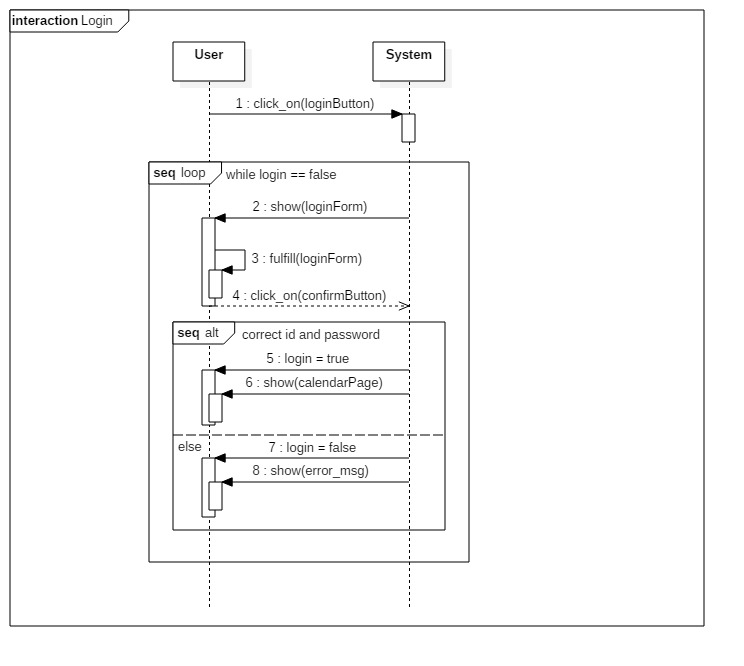 interaction Login
User
System
1 : click_on(loginButton)
seq loop
while login == false
2 : show(loginForm)
3 : fulfill(loginForm)
4 : click_on(confirmButton)
seq alt
correct id and password
5 : login = true
6 : show(calendarPage)
else
7 : login = false
8 : show(error_msg)